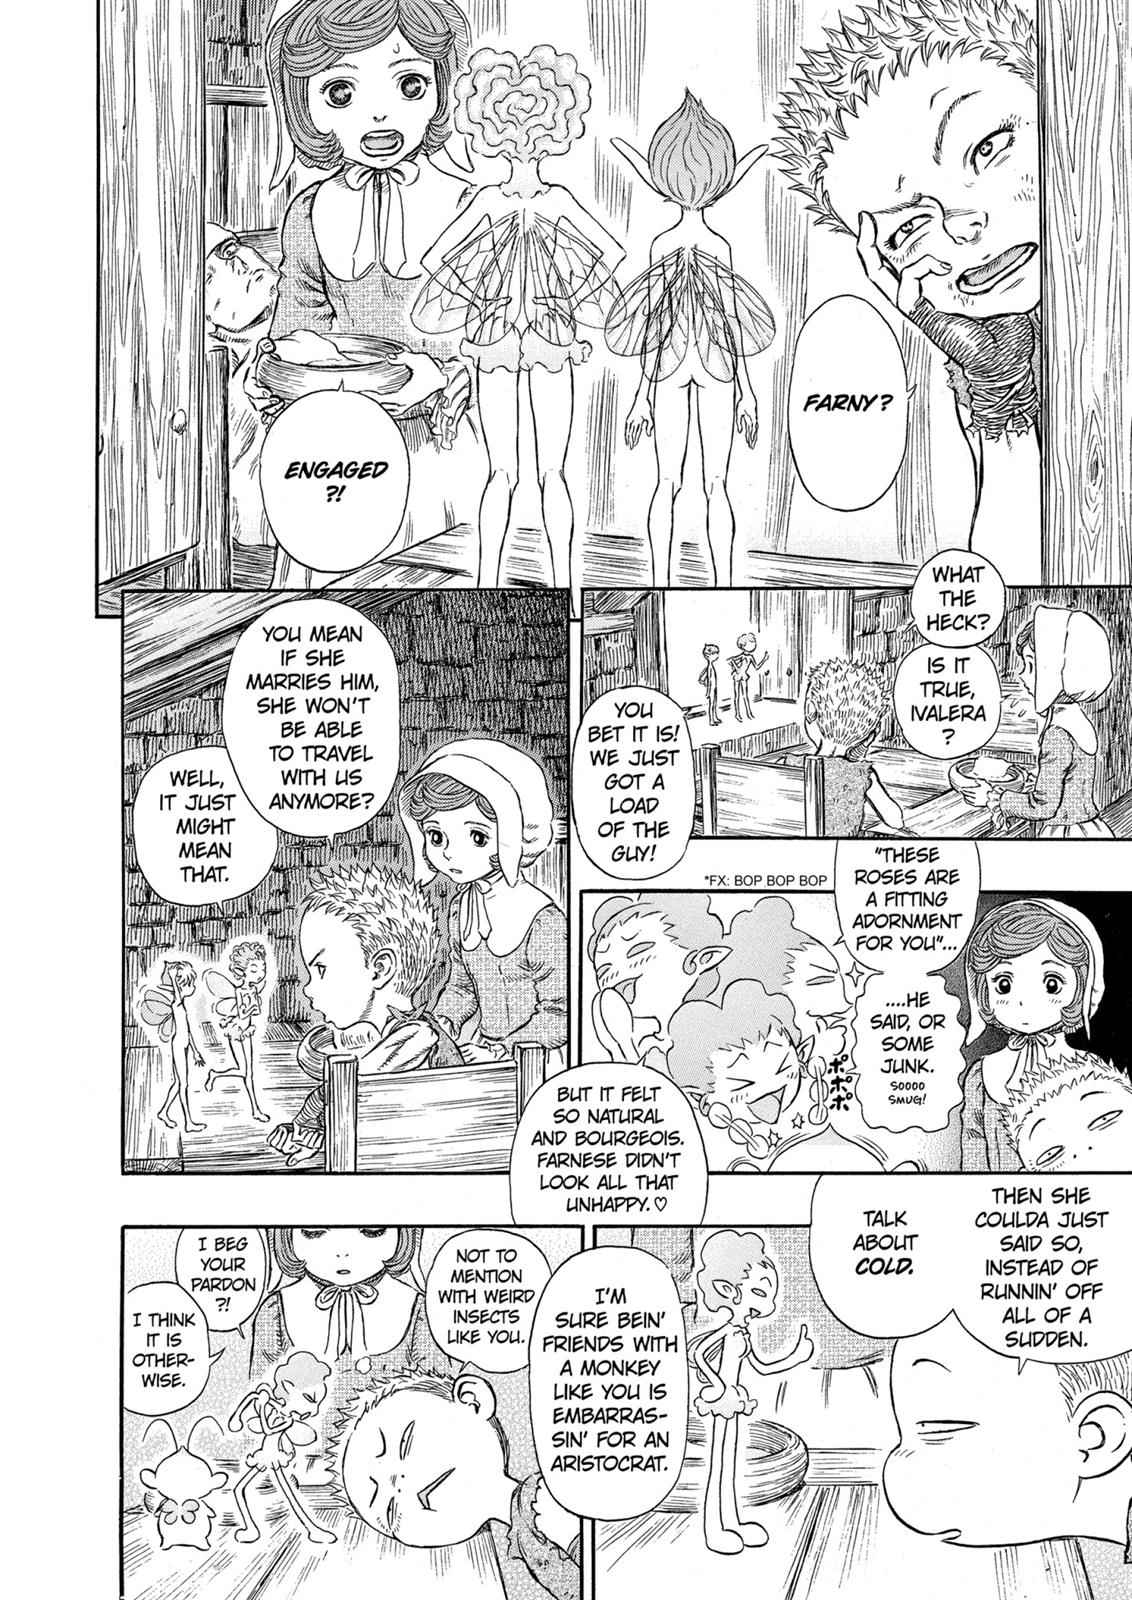 FARNY?
ENGAGED
?!
WHAT
THE
HECK?
IS IT
TRUE,
IVALERA
?
YOU
BET IT IS!
WE JUST
GOT A
LOAD
OF THE
GUY!
"THESE
ROSES ARE
A FITTING
ADORNMENT
FOR YOU"...
....HE
SAID, OR
SOME
JUNK.
SOOOO
SMUG!
*FX: BOP BOP BOP
ポポポ
BUT IT FELT
SO NATURAL
AND BOURGEOIS.
FARNESE DIDN'T
LOOK ALL THAT
UNHAPPY.♡
YOU MEAN
IF SHE
MARRIES HIM,
SHE WON'T
BE ABLE
TO TRAVEL
WITH US
ANYMORE?
WELL,
IT JUST
MIGHT
MEAN
THAT.
THEN SHE
COULDA JUST
SAID SO,
INSTEAD OF
RUNNIN' OFF
ALL OF A
SUDDEN.
TALK
ABOUT
COLD.
I'M
SURE BEIN'
FRIENDS WITH
A MONKEY
LIKE YOU IS
EMBARRAS-
SIN' FOR AN
ARISTOCRAT.
NOT TO
MENTION
WITH WEIRD
INSECTS
LIKE YOU.
I BEG
YOUR
PARDON
?!
I THINK
IT IS
OTHER-
WISE.